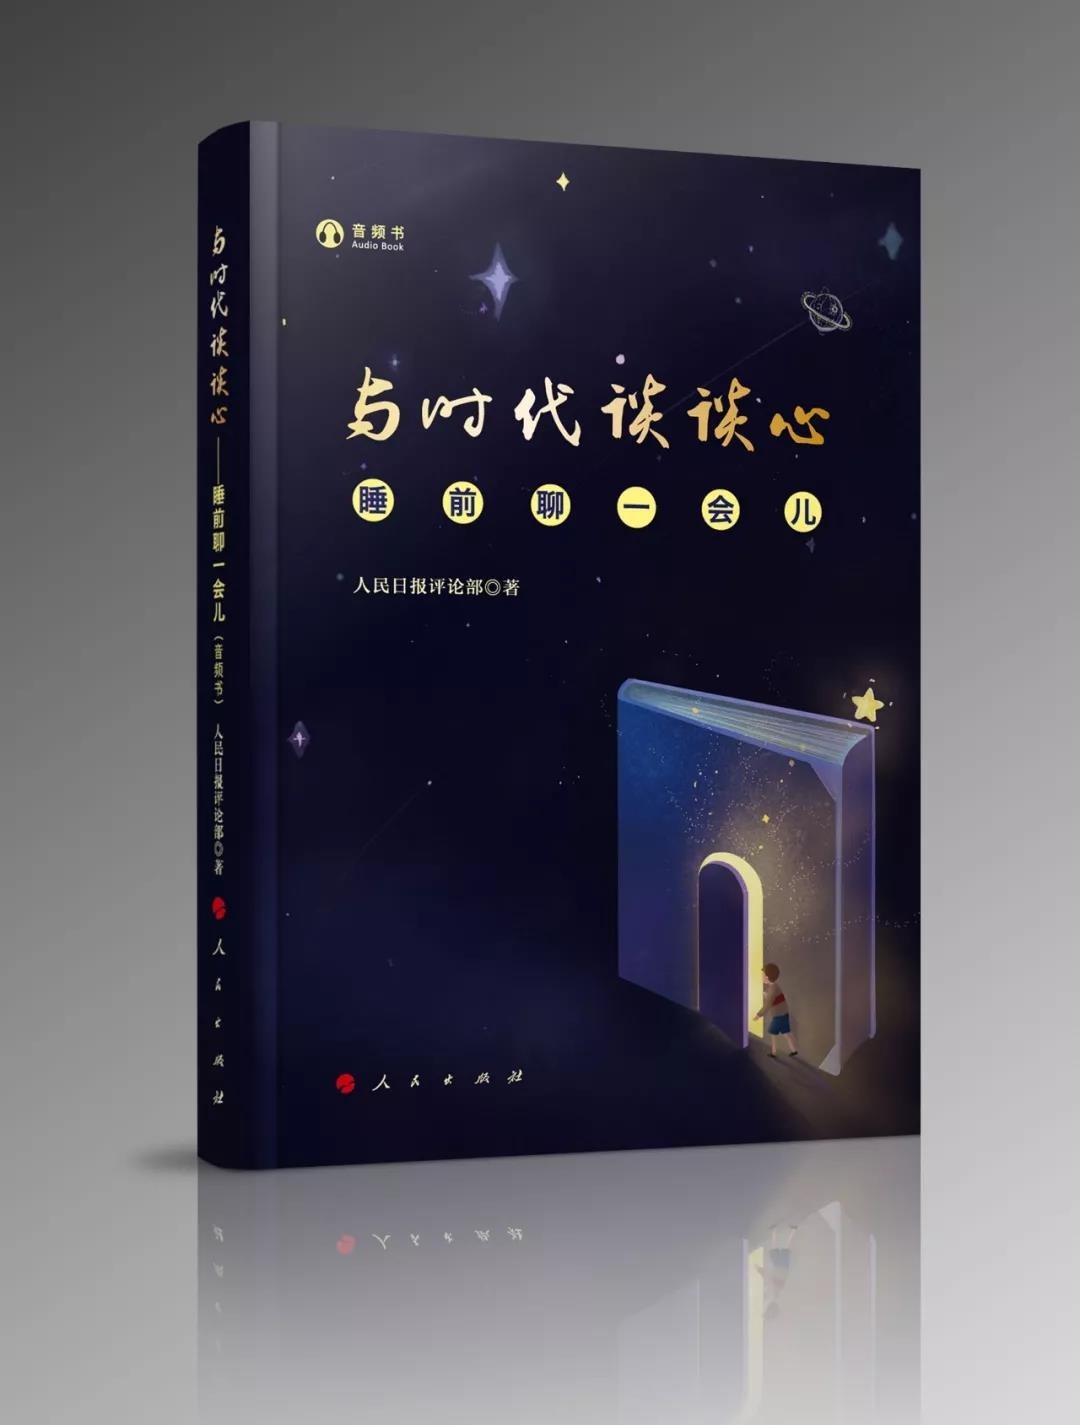 音频书
Audio Book
与时代谈谈心
睡前聊一会儿
人民日报评论部◎著
人民出版社
与时代谈谈心——睡前聊一会儿(音频书) 人民日报评论部◎著 人民出版社